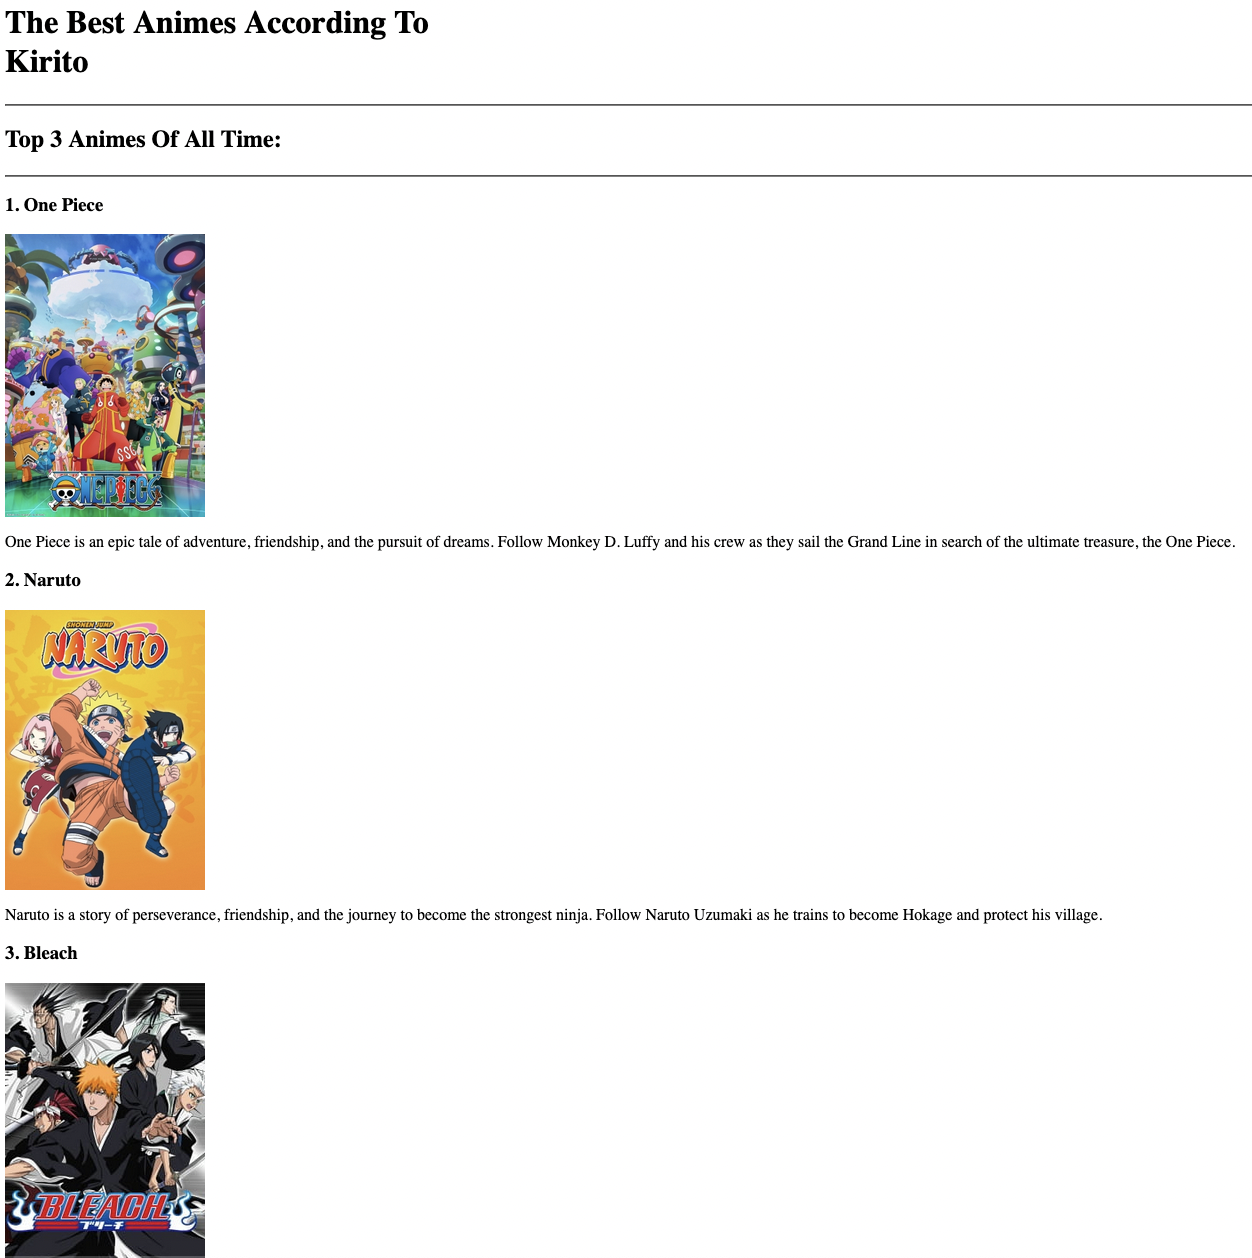 The Best Animes According To
Kirito
Top 3 Animes Of All Time:
1. One Piece
SSG
ONE PIECE
One Piece is an epic tale of adventure, friendship, and the pursuit of dreams. Follow Monkey D. Luffy and his crew as they sail the Grand Line in search of the ultimate treasure, the One Piece.
2. Naruto
SHONEN JUMP
NARUTO
Naruto is a story of perseverance, friendship, and the journey to become the strongest ninja. Follow Naruto Uzumaki as he trains to become Hokage and protect his village.
3. Bleach
BLEACH
ブリーチ